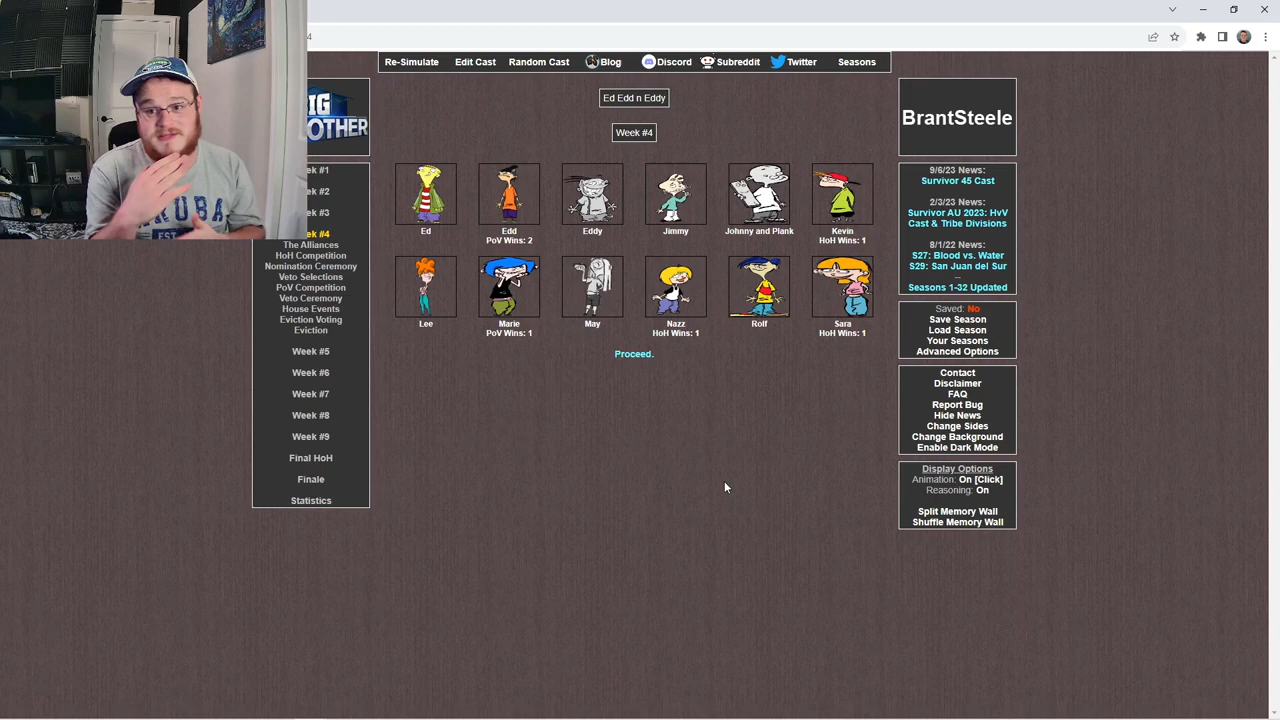 4
Re-Simulate Edit Cast Random Cast Blog Discord Subreddit Twitter Seasons
Ed Edd n Eddy
Week #4
Ed
Edd
PoV Wins: 2
Eddy
Jimmy
Johnny and Plank
Kevin
HoH Wins: 1
Lee
Marie
PoV Wins: 1
May
Nazz
HoH Wins: 1
Rolf
Sara
HoH Wins: 1
Proceed.
#1
#2
#3
#4
The Alliances
HoH Competition
Nomination Ceremony
Veto Selections
PoV Competition
Veto Ceremony
House Events
Eviction Voting
Eviction
Week #5
Week #6
Week #7
Week #8
Week #9
Final HoH
Finale
Statistics
BrantSteele
9/6/23 News:
Survivor 45 Cast
2/3/23 News:
Survivor AU 2023: HvV
Cast & Tribe Divisions
8/1/22 News:
S27: Blood vs. Water
S29: San Juan del Sur
...
Seasons 1-32 Updated
Saved: No
Save Season
Load Season
Your Seasons
Advanced Options
Contact
Disclaimer
FAQ
Report Bug
Hide News
Change Sides
Change Background
Enable Dark Mode
Display Options
Animation: On [Click]
Reasoning: On
Split Memory Wall
Shuffle Memory Wall